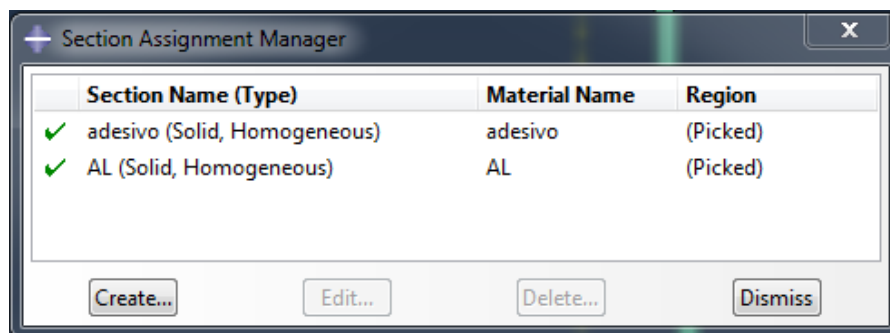 Section Assignment Manager
X
Section Name (Type) Material Name Region
adesivo (Solid, Homogeneous) adesivo (Picked)
AL (Solid, Homogeneous) AL (Picked)
Create... Edit... Delete... Dismiss